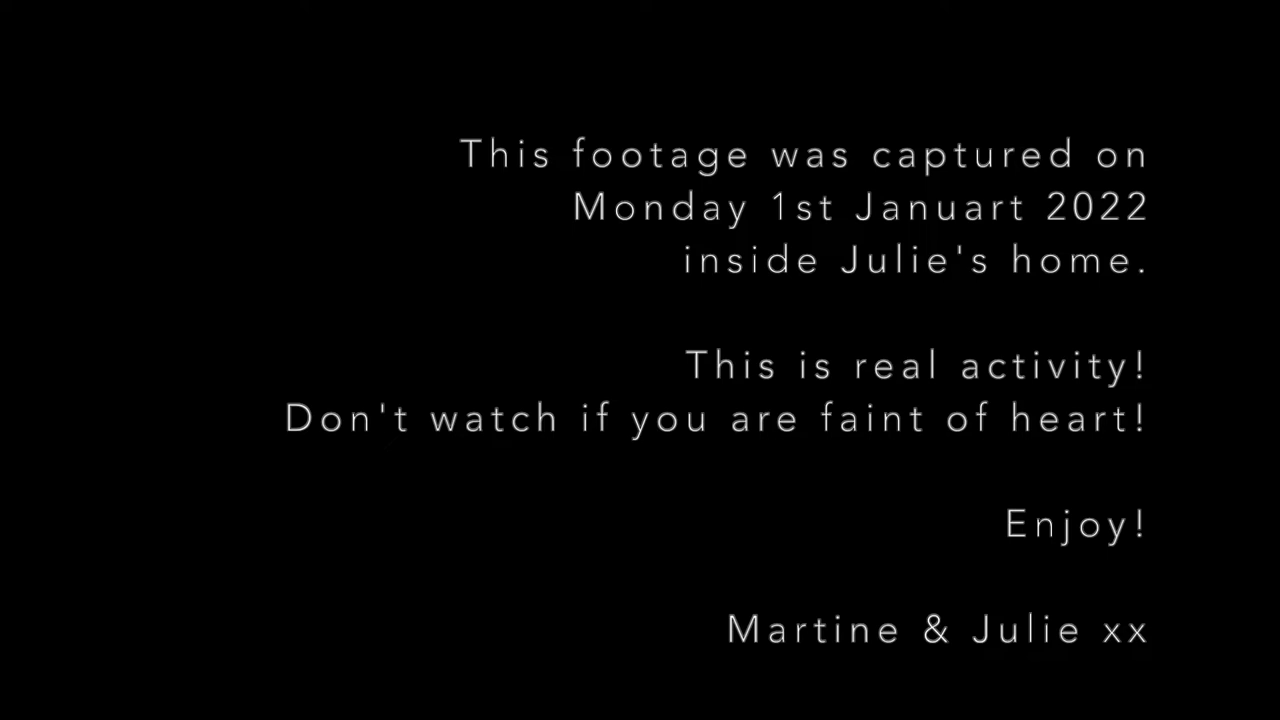 This footage was captured on
Monday 1st Januart 2022
inside Julie's home.
This is real activity!
Don't watch if you are faint of heart!
Enjoy!
Martine & Julie xx